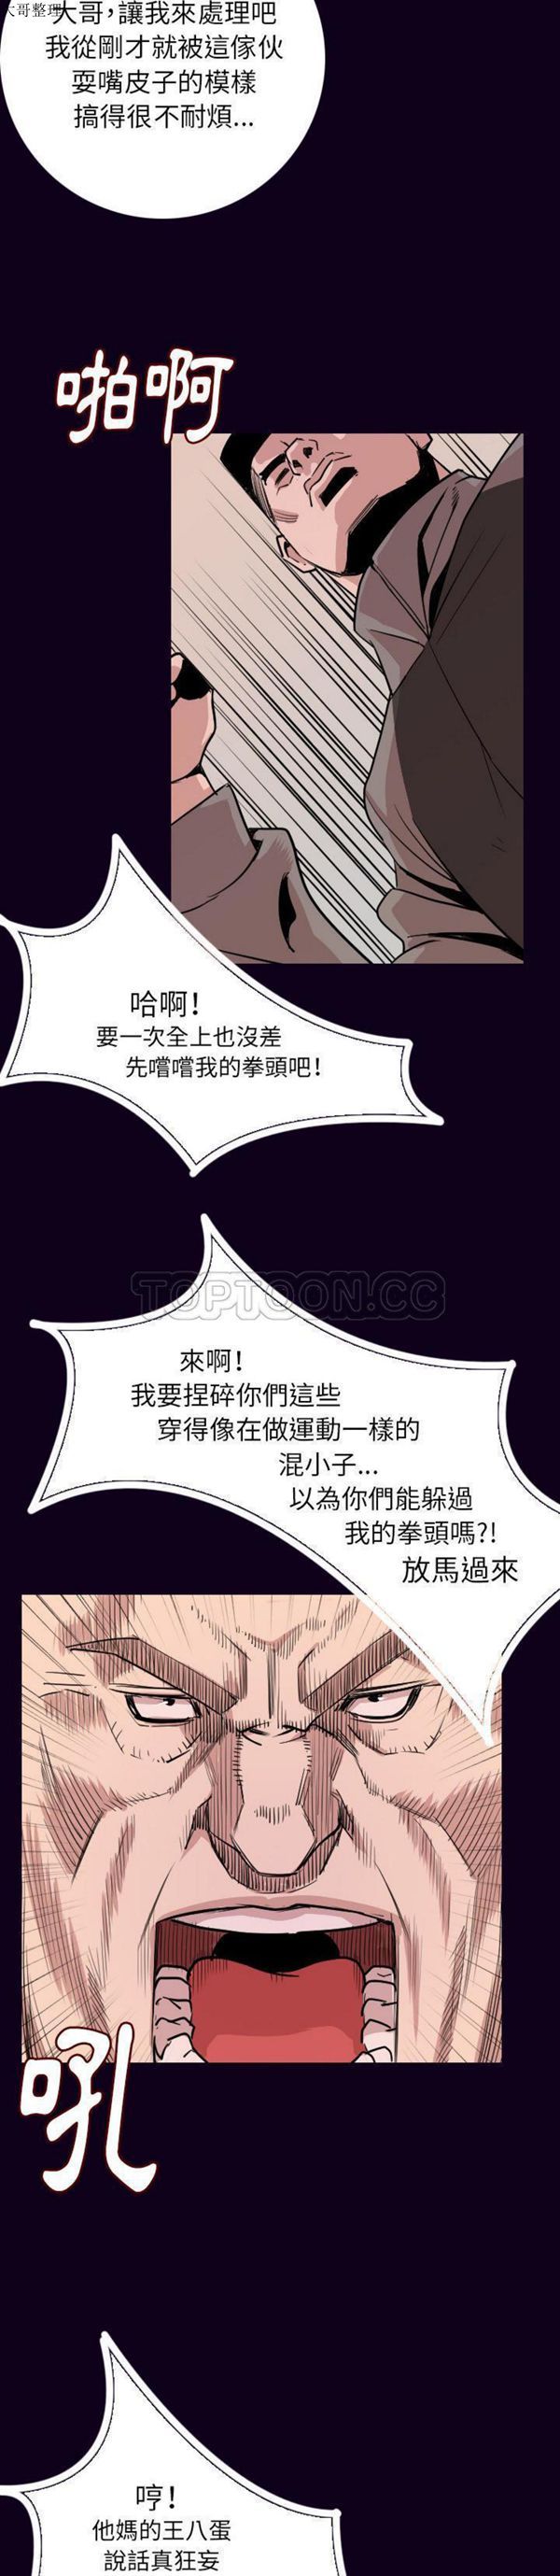 大哥整理
大哥，讓我來處理吧
我從剛才就被這傢伙
耍嘴皮子的模樣
搞得很不耐煩...
啪啊
哈啊！
要一次全上也沒差
先嚐嚐我的拳頭吧！
TOPTOON.CC
來啊！
我要捏碎你們這些
穿得像在做運動一樣的
混小子...
以為你們能躲過
我的拳頭嗎?!
放馬過來
吼
哼！
他媽的王八蛋
說話真狂妄